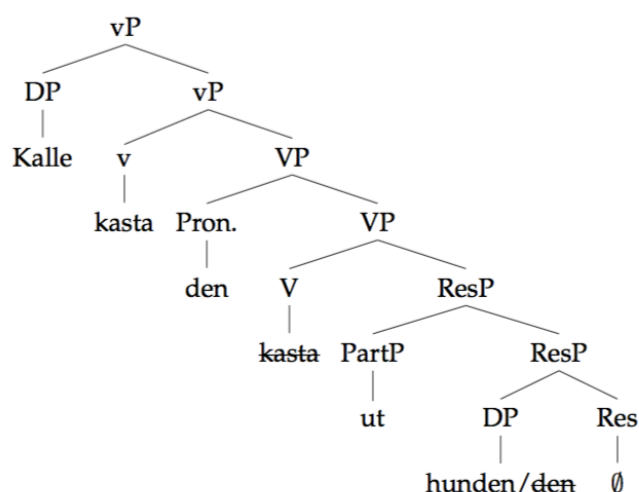 vP
DP vP
Kalle v VP
kasta Pron. VP
den V ResP
kasta PartP ResP
ut DP Res
hunden/den ∅